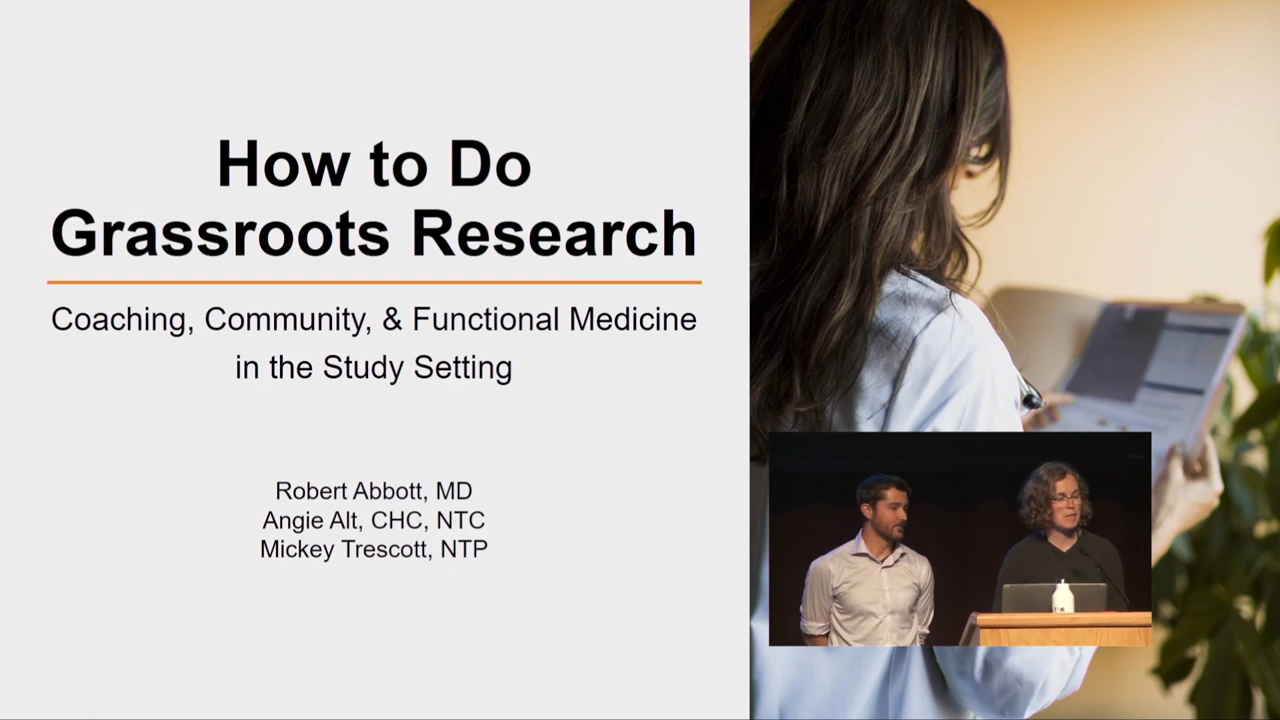 How to Do
Grassroots Research
Coaching, Community, & Functional Medicine
in the Study Setting
Robert Abbott, MD
Angie Alt, CHC, NTC
Mickey Trescott, NTP